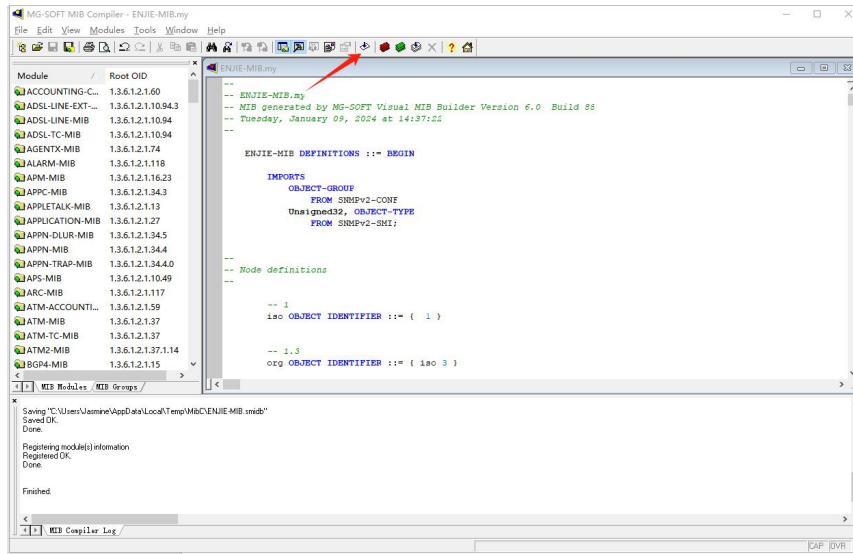 MG-SOFT MIB Compiler - ENJIE-MIB.my
File Edit View Modules Tools Window Help
Module / Root OID
ACCOUNTING-C... 1.3.6.1.2.1.60
ADSL-LINE-EXT-... 1.3.6.1.2.1.10.94.3
ADSL-LINE-MIB 1.3.6.1.2.1.10.94
ADSL-TC-MIB 1.3.6.1.2.1.10.94
AGENTX-MIB 1.3.6.1.2.1.74
ALARM-MIB 1.3.6.1.2.1.118
APM-MIB 1.3.6.1.2.1.16.23
APPC-MIB 1.3.6.1.2.1.34.3
APPLETALK-MIB 1.3.6.1.2.1.13
APPLICATION-MIB 1.3.6.1.2.1.27
APPN-DLUR-MIB 1.3.6.1.2.1.34.5
APPN-MIB 1.3.6.1.2.1.34.4
APPN-TRAP-MIB 1.3.6.1.2.1.34.4.0
APS-MIB 1.3.6.1.2.1.10.49
ARC-MIB 1.3.6.1.2.1.117
ATM-ACCOUNTI... 1.3.6.1.2.1.59
ATM-MIB 1.3.6.1.2.1.37
ATM-TC-MIB 1.3.6.1.2.1.37
ATM2-MIB 1.3.6.1.2.1.37.1.14
BGP4-MIB 1.3.6.1.2.1.15
MIB Modules MIB Groups
ENJIE-MIB.my
--
-- ENJIE-MIB.my
-- MIB generated by MG-SOFT Visual MIB Builder Version 6.0 Build 88
-- Tuesday, January 09, 2024 at 14:37:22
--
ENJIE-MIB DEFINITIONS ::= BEGIN
IMPORTS
OBJECT-GROUP
FROM SNMPv2-CONF
Unsigned32, OBJECT-TYPE
FROM SNMPv2-SMI;
--
-- Node definitions
--
-- 1
iso OBJECT IDENTIFIER ::= { 1 }
-- 1.3
org OBJECT IDENTIFIER ::= { iso 3 }
Saving "C:\Users\Jasmine\AppData\Local\Temp\MibC\ENJIE-MIB.smidb"
Saved OK.
Done.
Registering module(s) information
Registered OK.
Done.
Finished.
MIB Compiler Log
CAP OVR